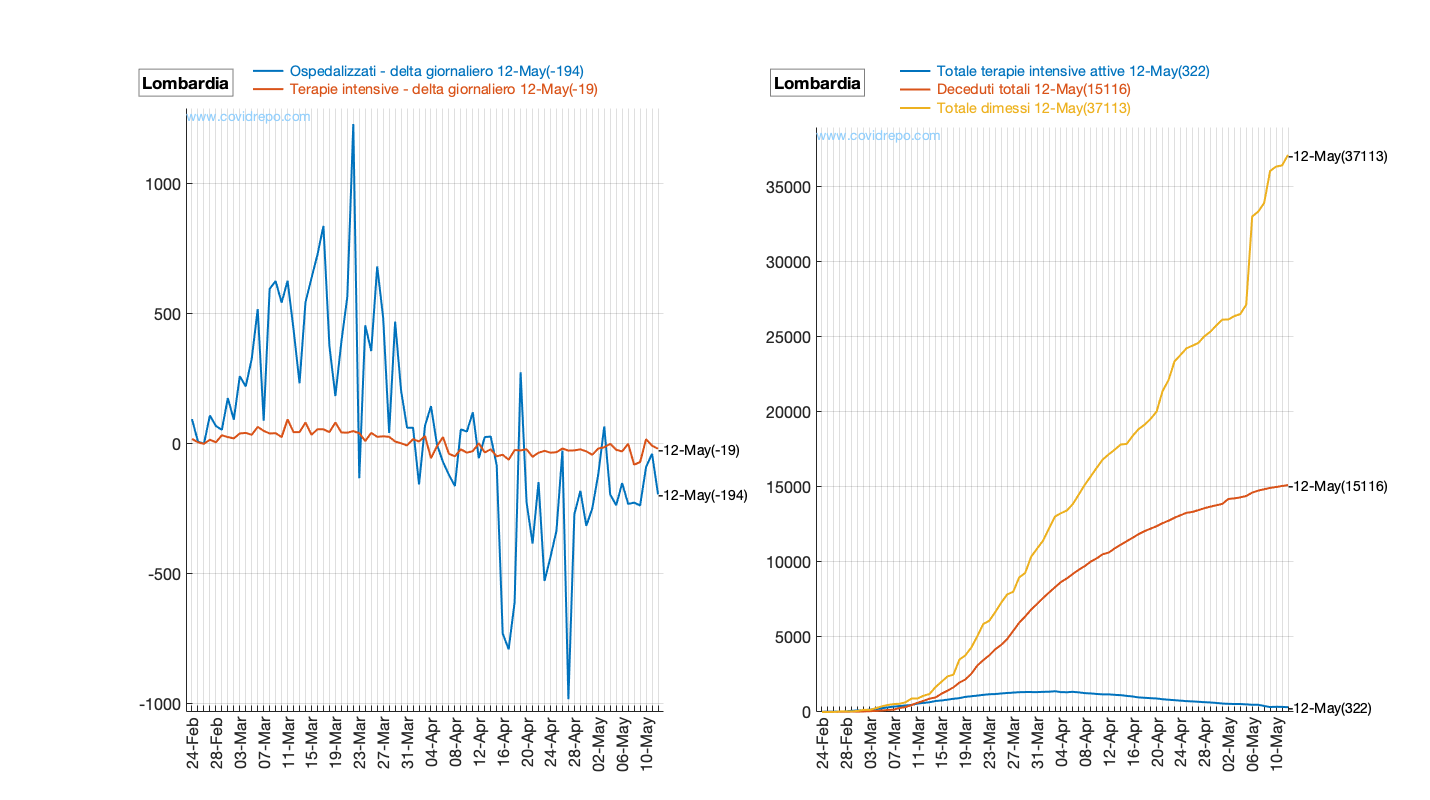 Lombardia
Ospedalizzati - delta giornaliero 12-May(-194)
Terapie intensive - delta giornaliero 12-May(-19)
www.covidrepo.com
1000
500
0
-500
-1000
12-May(-19)
12-May(-194)
24-Feb
28-Feb
03-Mar
07-Mar
11-Mar
15-Mar
19-Mar
23-Mar
27-Mar
31-Mar
04-Apr
08-Apr
12-Apr
16-Apr
20-Apr
24-Apr
28-Apr
02-May
06-May
10-May
Lombardia
Totale terapie intensive attive 12-May(322)
Deceduti totali 12-May(15116)
Totale dimessi 12-May(37113)
www.covidrepo.com
35000
30000
25000
20000
15000
10000
5000
0
12-May(37113)
12-May(15116)
12-May(322)
24-Feb
28-Feb
03-Mar
07-Mar
11-Mar
15-Mar
19-Mar
23-Mar
27-Mar
31-Mar
04-Apr
08-Apr
12-Apr
16-Apr
20-Apr
24-Apr
28-Apr
02-May
06-May
10-May